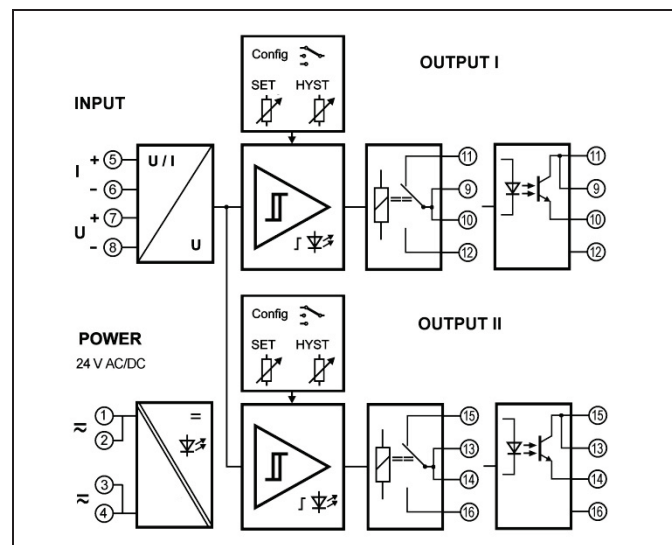 Config
SET HYST
OUTPUT I
INPUT
I + 5
- 6
U + 7
- 8
U / I
U
11
9
10
12
11
9
10
12
Config
SET HYST
OUTPUT II
POWER
24 V AC/DC
1
2
3
4
=
15
13
14
16
15
13
14
16